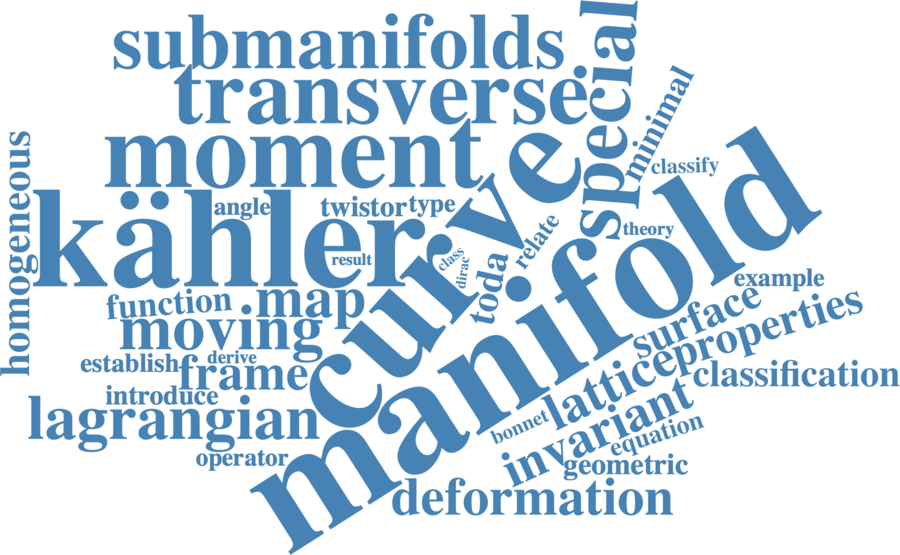 submanifolds
special
transverse
minimal
moment
curve
classify
homogeneous
kähler
angle
twistor
type
manifold
theory
relate
class
dirac
result
toda
example
function
map
moving
surface
properties
establish
derive
frame
lattice
classification
introduce
lagrangian
bonnet
invariant
equation
operator
geometric
deformation